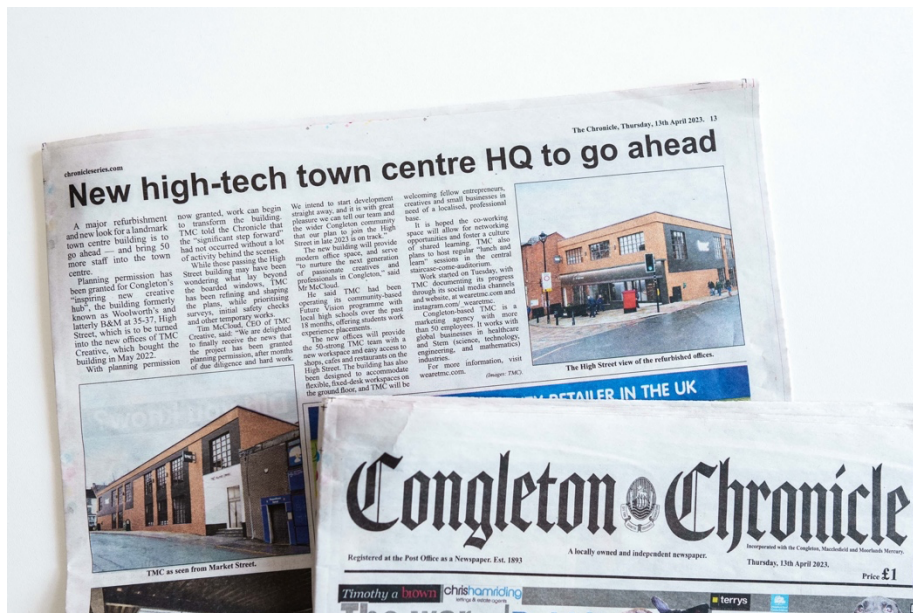 chronicleseries.com
The Chronicle, Thursday, 13th April 2023. 13
New high-tech town centre HQ to go ahead
A major refurbishment
and new look for a landmark
town centre building is to
go ahead — and bring 50
more staff into the town
centre.
Planning permission has
been granted for Congleton's
"inspiring new creative
hub", the building formerly
known as Woolworth's and
latterly B&M at 35-37, High
Street, which is to be turned
into the new offices of TMC
Creative, which bought the
building in May 2022.
With planning permission
now granted, work can begin
to transform the building.
TMC told the Chronicle that
the "significant step forward"
had not occurred without a lot
of activity behind the scenes.
While those passing the High
Street building may have been
wondering what lay beyond
the boarded windows, TMC
has been refining and shaping
the plans, while prioritising
surveys, initial safety checks
and other temporary works.
Tim McCloud, CEO of TMC
Creative, said: "We are delighted
to finally receive the news that
the project has been granted
planning permission, after months
of due diligence and hard work.
We intend to start development
straight away, and it is with great
pleasure we can tell our team and
the wider Congleton community
that our plan to join the High
Street in late 2023 is on track."
The new building will provide
modern office space, and serve
"to nurture the next generation
of passionate creatives and
professionals in Congleton," said
Mr McCloud.
He said TMC had been
operating its community-based
Future Vision programme with
local high schools over the past
18 months, offering students work
experience placements.
The new offices will provide
the 50-strong TMC team with a
new workspace and easy access to
shops, cafes and restaurants on the
High Street. The building has also
been designed to accommodate
flexible, fixed-desk workspaces on
the ground floor, and TMC will be
welcoming fellow entrepreneurs,
creatives and small businesses in
need of a localised, professional
base.
It is hoped the co-working
space will allow for networking
opportunities and foster a culture
of shared learning. TMC also
plans to host regular "lunch and
learn" sessions in the central
staircase-come-auditorium.
Work started on Tuesday, with
TMC documenting its progress
through its social media channels
and website, at wearetmc.com and
instagram.com/_wearetmc.
Congleton-based TMC is a
marketing agency with more
than 50 employees. It works with
global businesses in healthcare
and Stem (science, technology,
engineering, and mathematics)
industries.
For more information, visit
wearetmc.com.
(Images: TMC).
The High Street view of the refurbished offices.
TMC as seen from Market Street.
RETAILER IN THE UK
Congleton Chronicle
Incorporated with the Congleton, Macclesfield and Moorlands Mercury.
Registered at the Post Office as a Newspaper. Est. 1893
A locally owned and independent newspaper.
Thursday, 13th April 2023.
Price £1
Timothy a brown
chrishamriding
lettings & estate agents
terrys